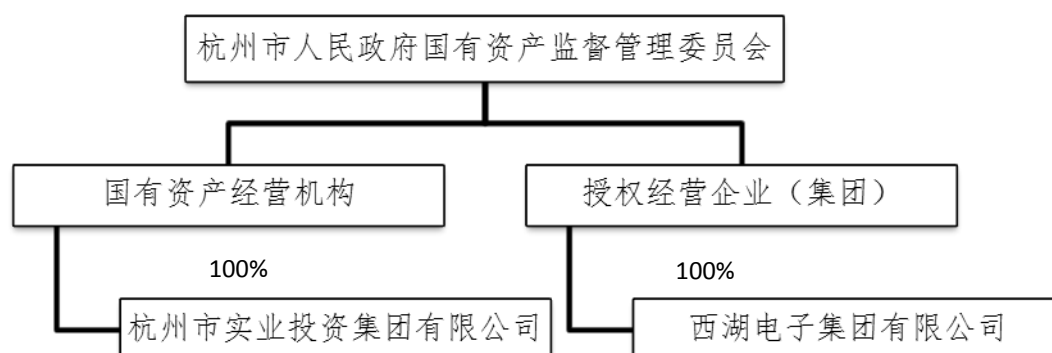 杭州市人民政府国有资产监督管理委员会
国有资产经营机构
授权经营企业（集团）
100%
100%
杭州市实业投资集团有限公司
西湖电子集团有限公司